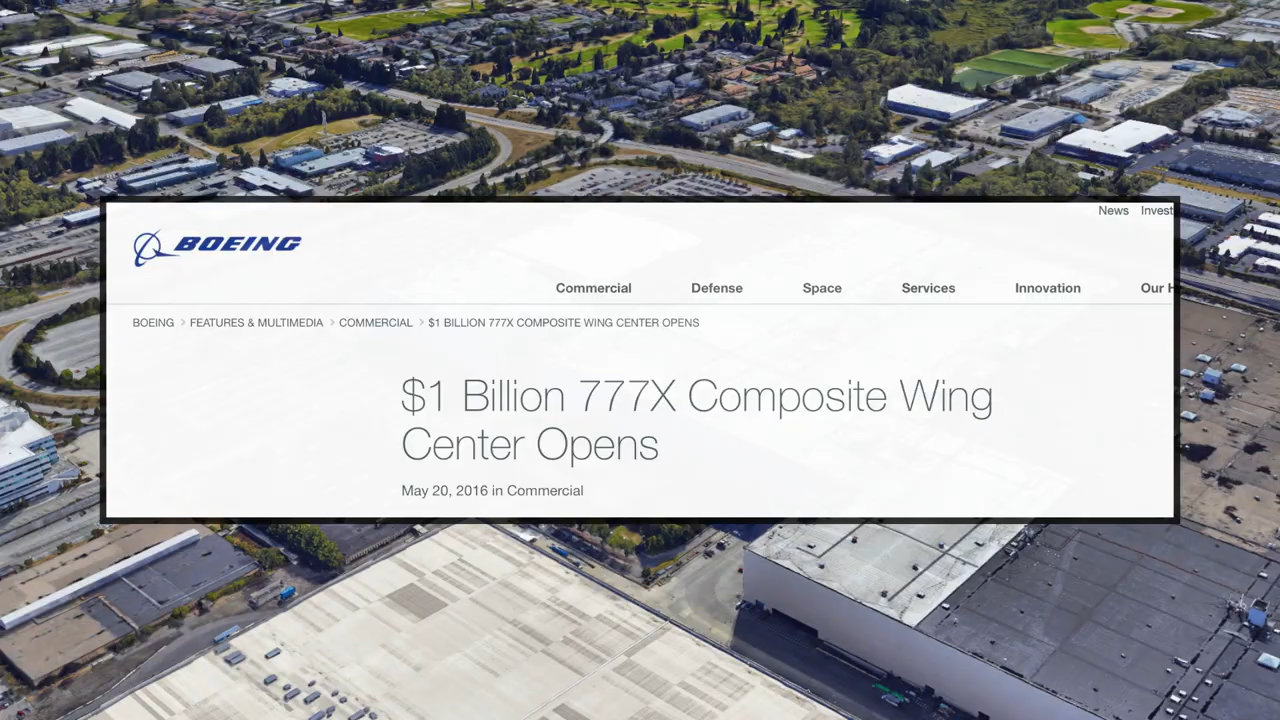 News Invest
BOEING
Commercial Defense Space Services Innovation Our H
BOEING > FEATURES & MULTIMEDIA > COMMERCIAL > $1 BILLION 777X COMPOSITE WING CENTER OPENS
$1 Billion 777X Composite Wing
Center Opens
May 20, 2016 in Commercial